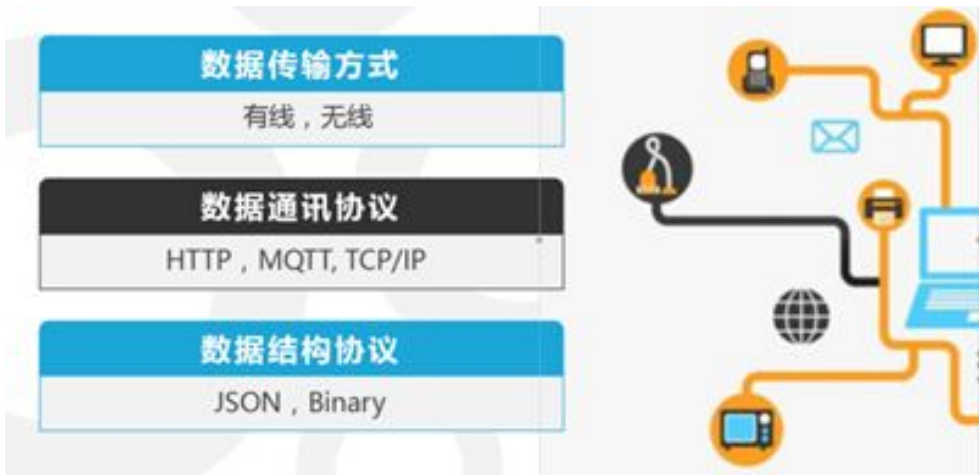 数据传输方式
有线，无线
数据通讯协议
HTTP，MQTT, TCP/IP
数据结构协议
JSON，Binary